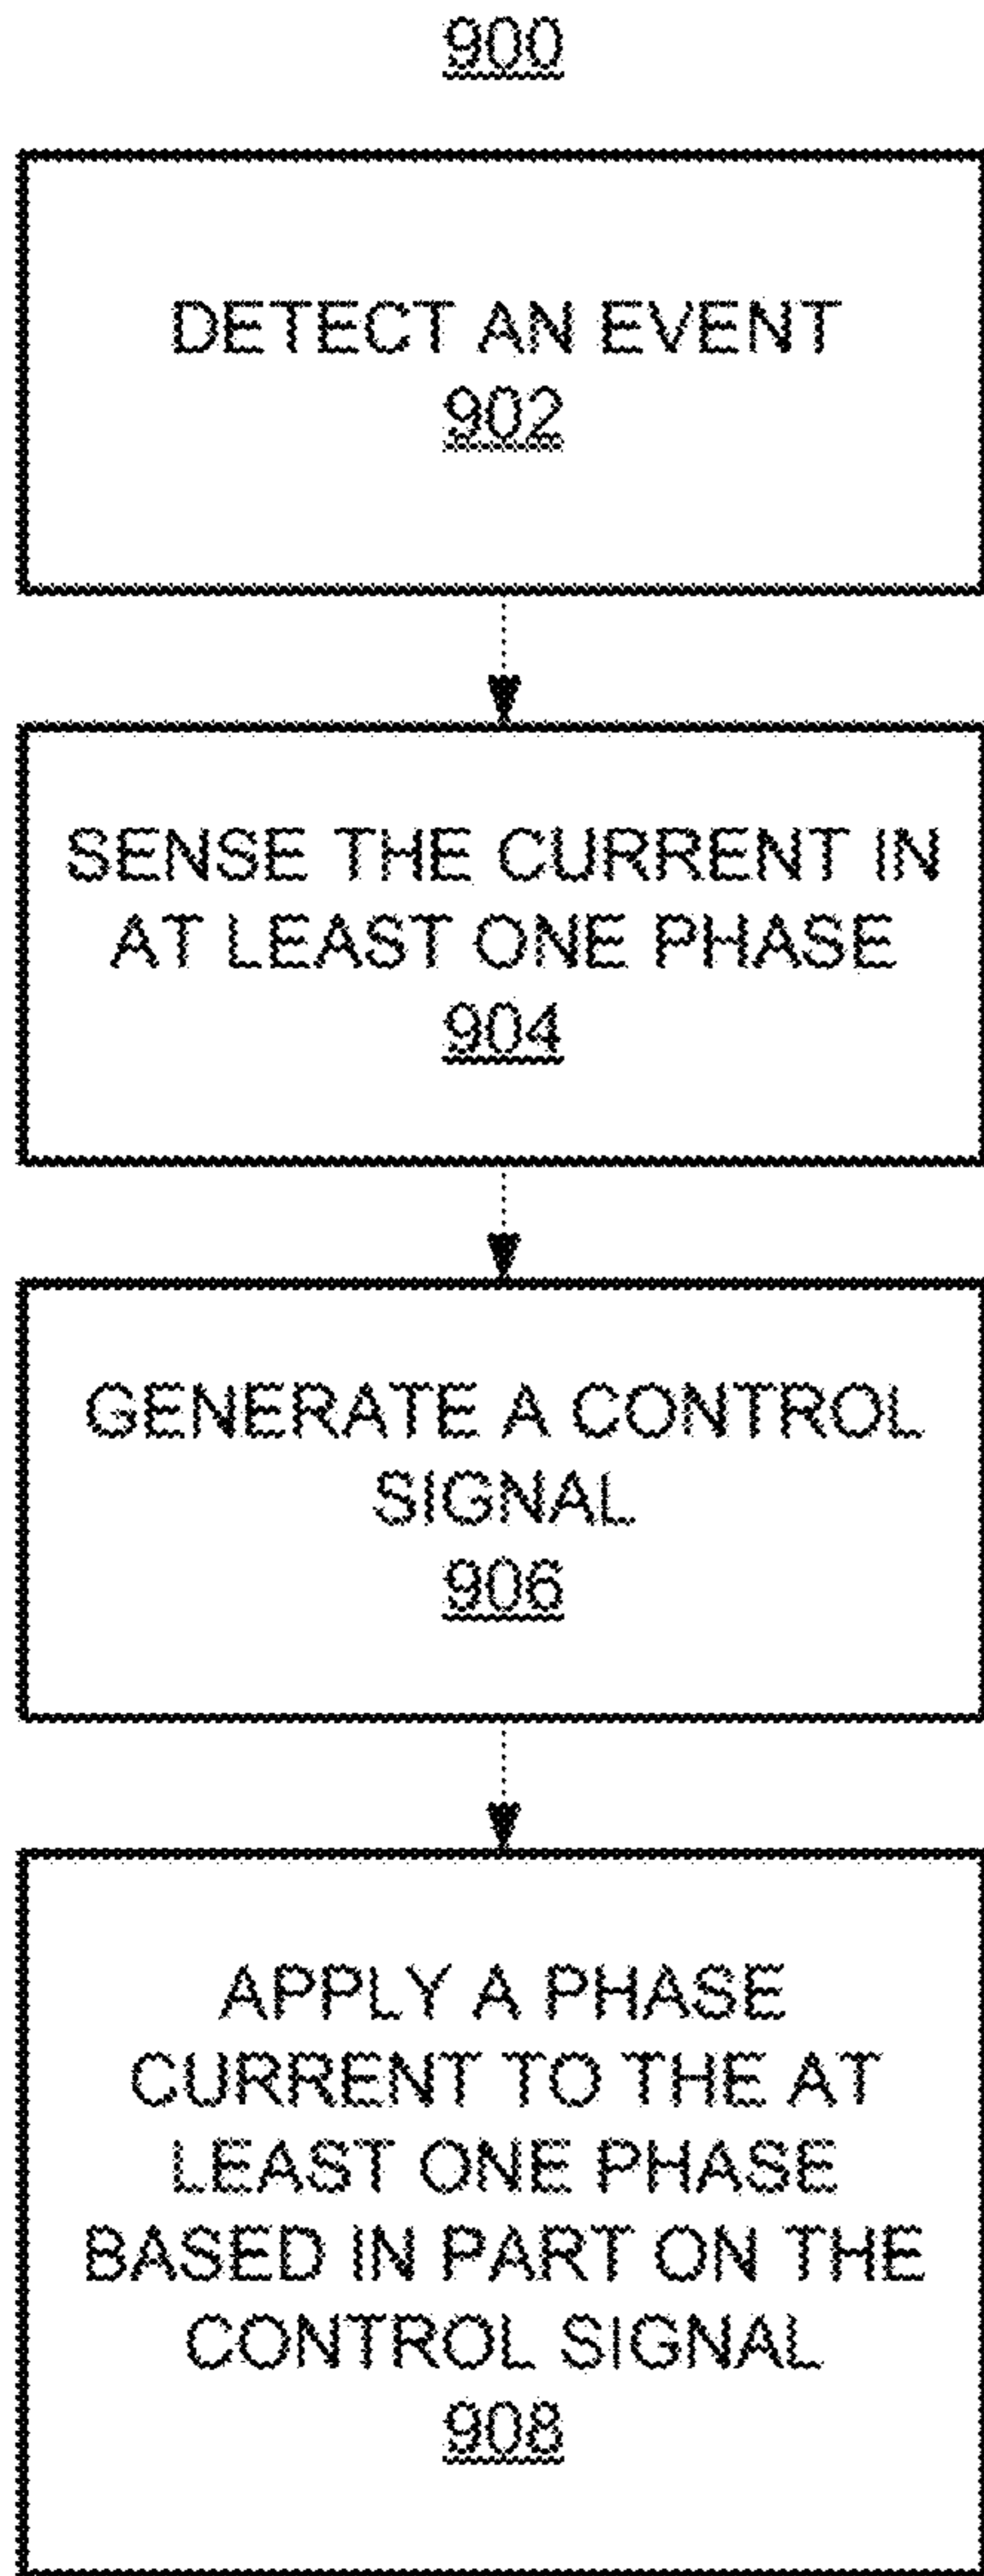 900
DETECT AN EVENT
902
SENSE THE CURRENT IN
AT LEAST ONE PHASE
904
GENERATE A CONTROL
SIGNAL
906
APPLY A PHASE
CURRENT TO THE AT
LEAST ONE PHASE
BASED IN PART ON THE
CONTROL SIGNAL
908